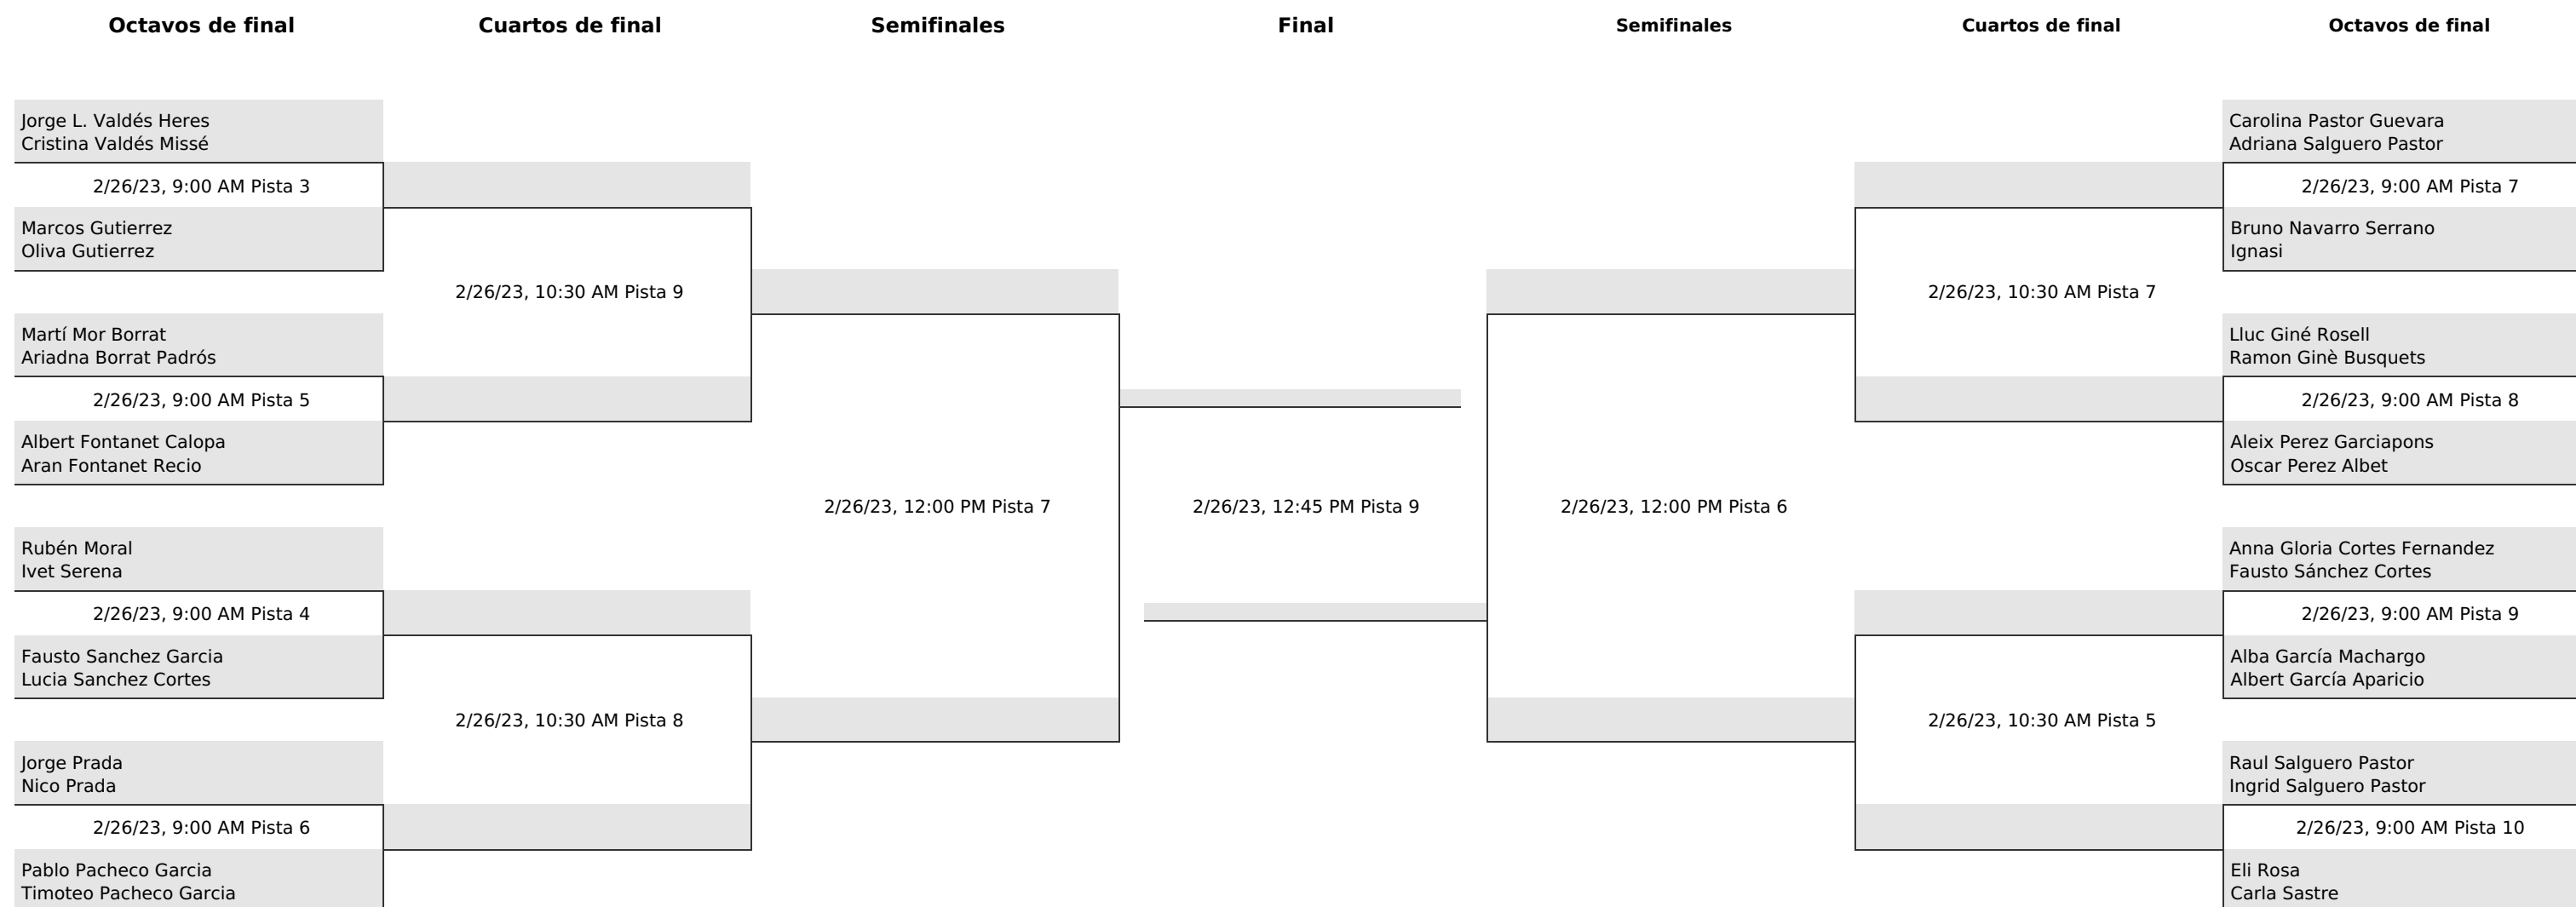 Octavos de final
Cuartos de final
Semifinales
Final
Semifinales
Cuartos de final
Octavos de final
Jorge L. Valdés Heres
Cristina Valdés Missé
2/26/23, 9:00 AM Pista 3
Marcos Gutierrez
Oliva Gutierrez
Martí Mor Borrat
Ariadna Borrat Padrós
2/26/23, 9:00 AM Pista 5
Albert Fontanet Calopa
Aran Fontanet Recio
Rubén Moral
Ivet Serena
2/26/23, 9:00 AM Pista 4
Fausto Sanchez Garcia
Lucia Sanchez Cortes
Jorge Prada
Nico Prada
2/26/23, 9:00 AM Pista 6
Pablo Pacheco Garcia
Timoteo Pacheco Garcia
2/26/23, 10:30 AM Pista 9
2/26/23, 10:30 AM Pista 8
2/26/23, 12:00 PM Pista 7
2/26/23, 12:45 PM Pista 9
2/26/23, 12:00 PM Pista 6
2/26/23, 10:30 AM Pista 7
2/26/23, 10:30 AM Pista 5
Carolina Pastor Guevara
Adriana Salguero Pastor
2/26/23, 9:00 AM Pista 7
Bruno Navarro Serrano
Ignasi
Lluc Giné Rosell
Ramon Ginè Busquets
2/26/23, 9:00 AM Pista 8
Aleix Perez Garciapons
Oscar Perez Albet
Anna Gloria Cortes Fernandez
Fausto Sánchez Cortes
2/26/23, 9:00 AM Pista 9
Alba García Machargo
Albert García Aparicio
Raul Salguero Pastor
Ingrid Salguero Pastor
2/26/23, 9:00 AM Pista 10
Eli Rosa
Carla Sastre